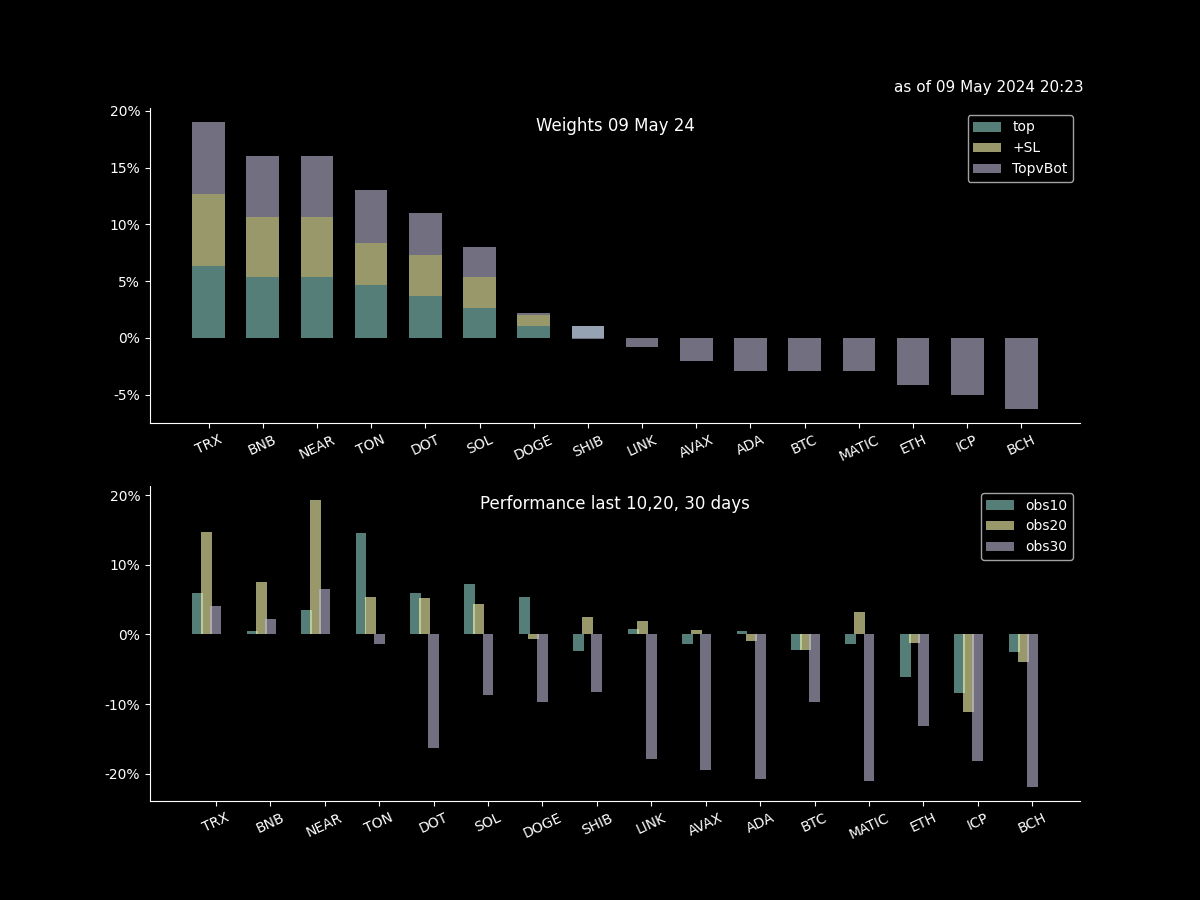 as of 09 May 2024 20:23
Weights 09 May 24
top
+SL
TopvBot
20%
15%
10%
5%
0%
-5%
TRX BNB NEAR TON DOT SOL DOGE SHIB LINK AVAX ADA BTC MATIC ETH ICP BCH
Performance last 10,20, 30 days
obs10
obs20
obs30
20%
10%
0%
-10%
-20%
TRX BNB NEAR TON DOT SOL DOGE SHIB LINK AVAX ADA BTC MATIC ETH ICP BCH